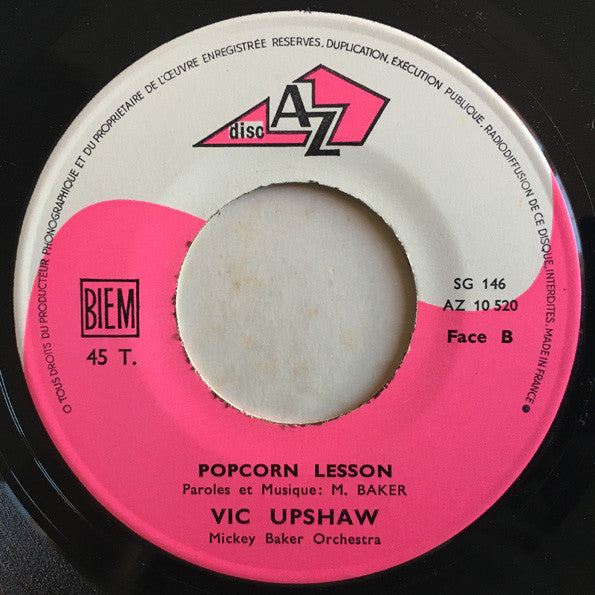 O TOUS DROITS DU PRODUCTEUR PHONOGRAPHIQUE ET DU PROPRIETAIRE DE L'ŒUVRE ENREGISTRÉE RESERVÉS, DUPLICATION, EXÉCUTION PUBLIQUE, RADIODIFFUSION DE CE DISQUE, INTERDITES. MADE IN FRANCE
disc AZ
SG 146
AZ 10 520
BIEM
45 T.
Face B
POPCORN LESSON
Paroles et Musique: M. BAKER
VIC UPSHAW
Mickey Baker Orchestra